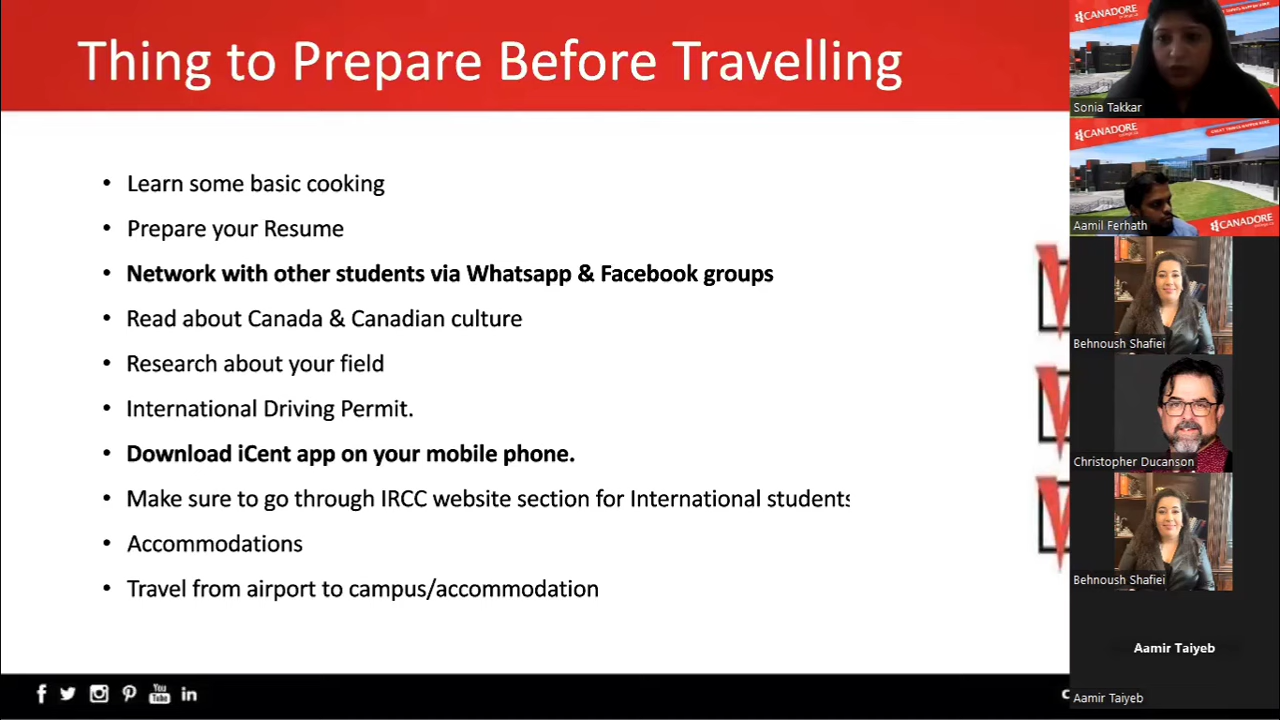 Thing to Prepare Before Travelling
• Learn some basic cooking
• Prepare your Resume
• Network with other students via Whatsapp & Facebook groups
• Read about Canada & Canadian culture
• Research about your field
• International Driving Permit.
• Download iCent app on your mobile phone.
• Make sure to go through IRCC website section for International students
• Accommodations
• Travel from airport to campus/accommodation
You
Tube
in
C
CANADORE
Sonia Takkar
CANADORE
CANADORE
Aamil Ferhath
Behnoush Shafiei
Christopher Ducanson
Behnoush Shafiei
Aamir Taiyeb
Aamir Taiyeb